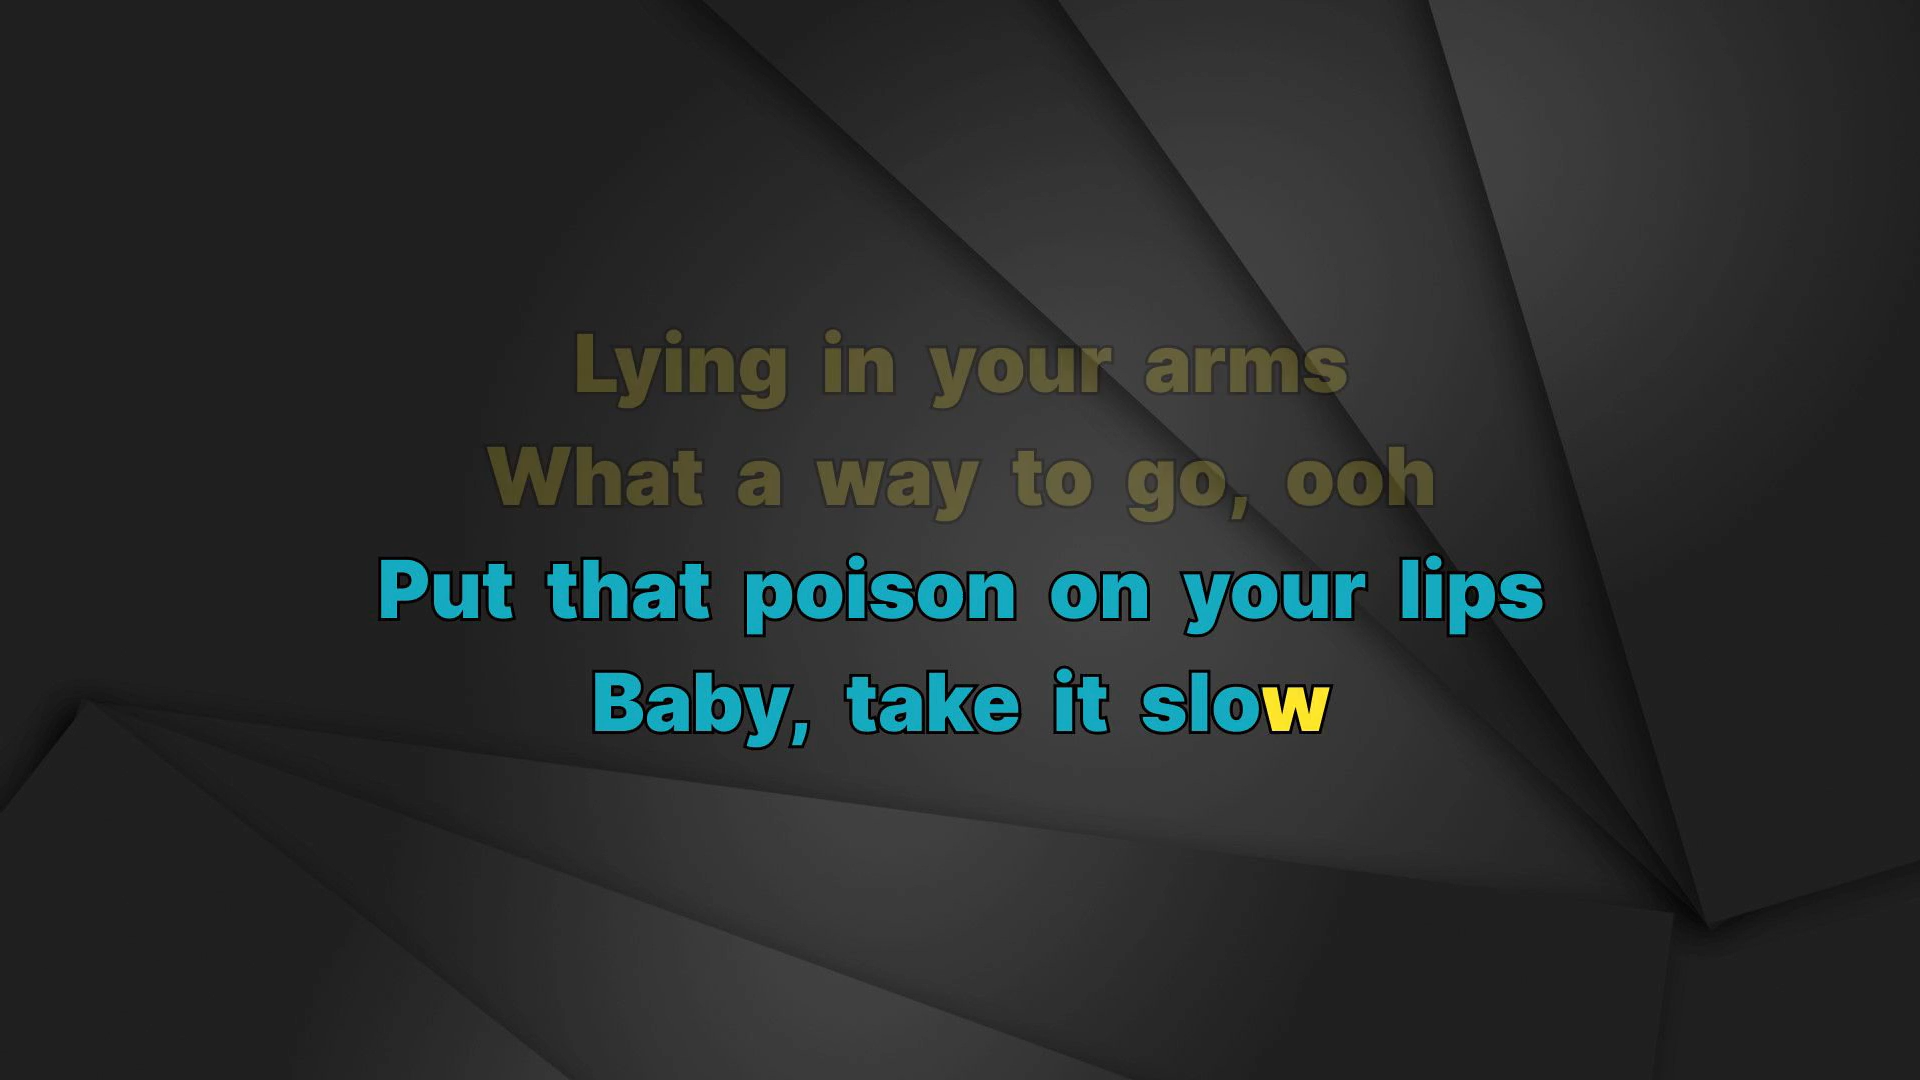 Lying in your arms
What a way to go, ooh
Put that poison on your lips
Baby, take it slow